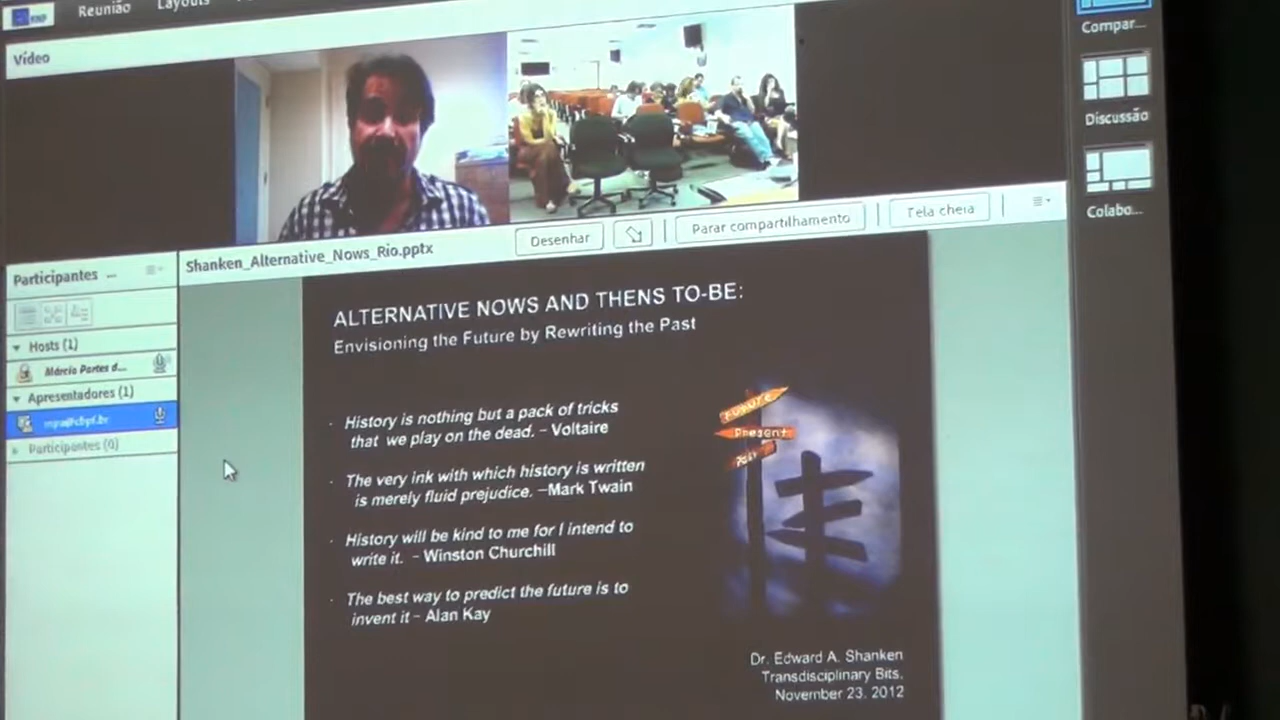 Reunião Layouts
Compar...
Vídeo
Discussão
Colabo...
Desenhar
Parar compartilhamento
Tela cheia
Participantes ...
Shanken_Alternative_Nows_Rio.pptx
Hosts (1)
Márcio Portes d...
Apresentadores (1)
Participantes (0)
ALTERNATIVE NOWS AND THENS TO-BE:
Envisioning the Future by Rewriting the Past
· History is nothing but a pack of tricks
that we play on the dead. – Voltaire
· The very ink with which history is written
is merely fluid prejudice. –Mark Twain
· History will be kind to me for I intend to
write it. – Winston Churchill
· The best way to predict the future is to
invent it – Alan Kay
FUTURE
Present
Past
Dr. Edward A. Shanken
Transdisciplinary Bits.
November 23. 2012